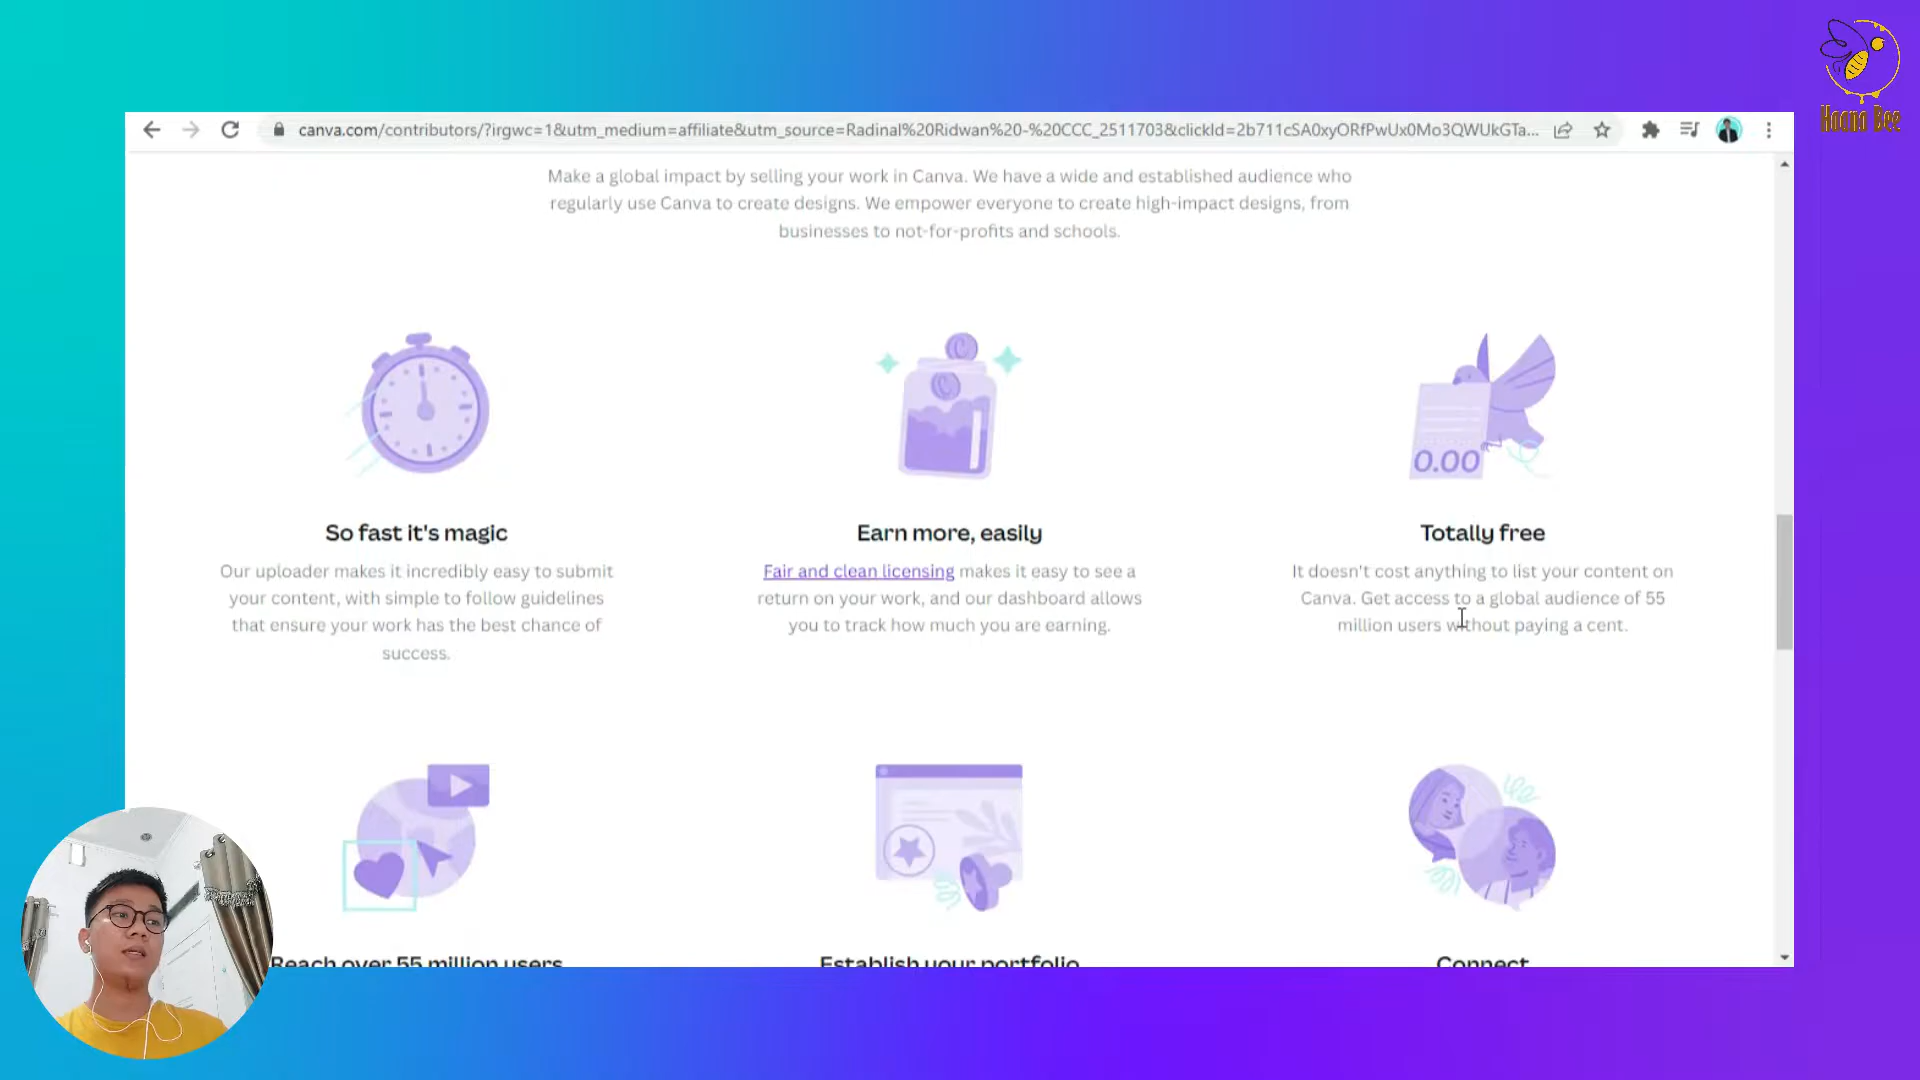 Haana Bee
canva.com/contributors/?irgwc=1&utm_medium=affiliate&utm_source=Radinal%20Ridwan%20-%20CCC_2511703&clickId=2b711cSA0xyORfPwUx0Mo3QWUkGTa...
Make a global impact by selling your work in Canva. We have a wide and established audience who
regularly use Canva to create designs. We empower everyone to create high-impact designs, from
businesses to not-for-profits and schools.
0.00
So fast it's magic
Our uploader makes it incredibly easy to submit
your content, with simple to follow guidelines
that ensure your work has the best chance of
success.
Earn more, easily
Fair and clean licensing makes it easy to see a
return on your work, and our dashboard allows
you to track how much you are earning.
Totally free
It doesn't cost anything to list your content on
Canva. Get access to a global audience of 55
million users without paying a cent.
Reach over 55 million users
Establish your portfolio
Connect